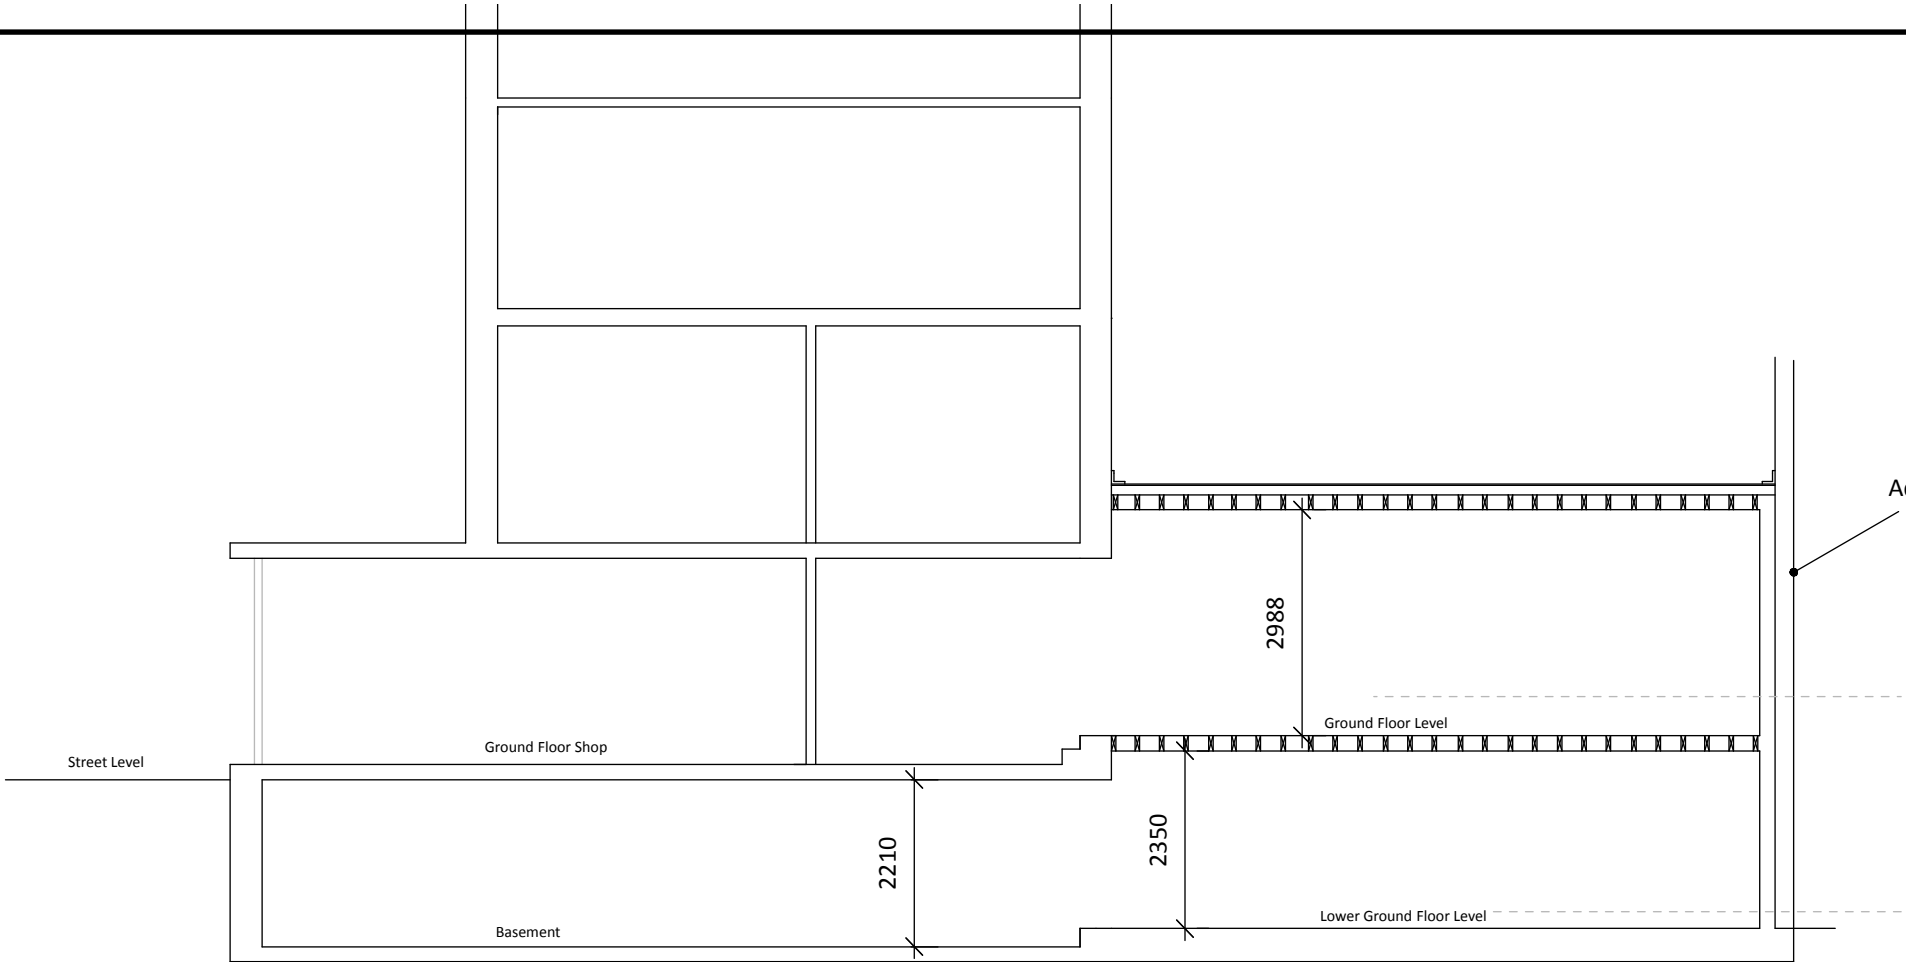 2988
Ground Floor Level
Ground Floor Shop
Street Level
2350
2210
Lower Ground Floor Level
Basement